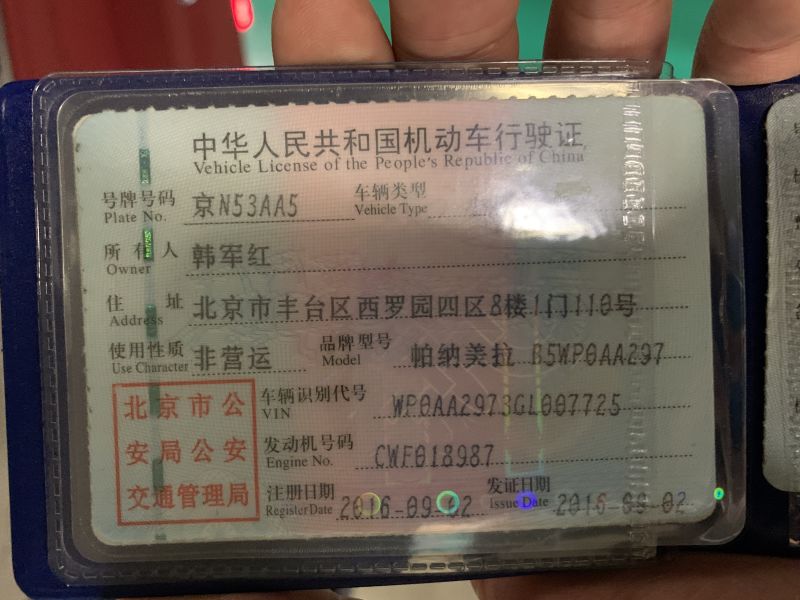 中华人民共和国机动车行驶证
Vehicle License of the People's Republic of China
号牌号码 京N53AA5 车辆类型
Plate No. Vehicle Type
所有人 韩军红
Owner
住址 北京市丰台区西罗园四区8楼1门110号
Address
使用性质 非营运 品牌型号 帕纳美拉 B5WP0AA297
Use Character Model
北京市公 车辆识别代号 WP0AA2973GL007725
VIN
安局公安 发动机号码 CWF018987
Engine No.
交通管理局 注册日期 2016-09-02 发证日期 2016-09-02
Register Date Issue Date